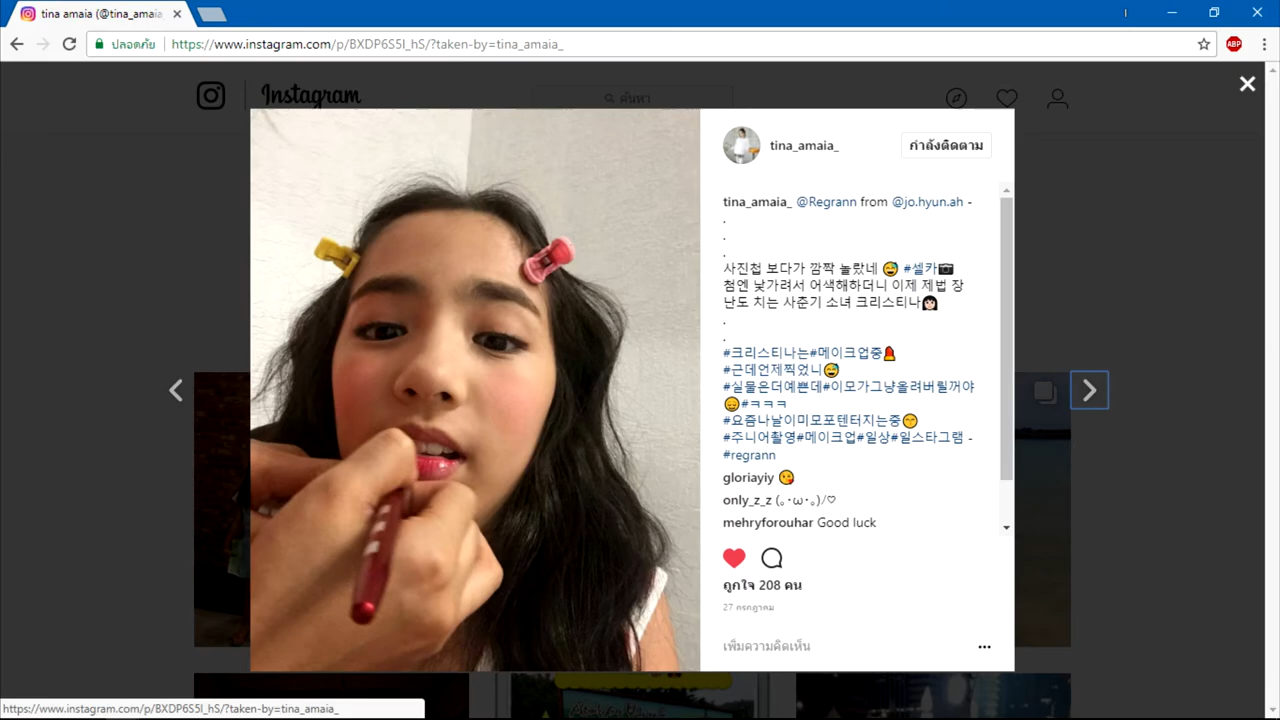 tina amaia (@tina_amaia_
ปลอดภัย
https://www.instagram.com/p/BXDP6S5l_hS/?taken-by=tina_amaia_
ABP
Instagram
ค้นหา
tina_amaia_
กำลังติดตาม
tina_amaia_ @Regrann from @jo.hyun.ah -
.
.
.
사진첩 보다가 깜짝 놀랐네 😅 #셀카📷
첨엔 낯가려서 어색해하더니 이제 제법 장
난도 치는 사춘기 소녀 크리스티나👩🏻
.
.
#크리스티나는#메이크업중💄
#근데언제찍었니😅
#실물은더예쁜데#이모가그냥올려버릴꺼야
😑#ㅋㅋㅋ
#요즘나날이미모포텐터지는중😙
#주니어촬영#메이크업#일상#일스타그램 -
#regrann
gloriayiy 😘
only_z_z (｡･ω･｡)ﾉ♡
mehryforouhar Good luck
ถูกใจ 208 คน
27 กรกฎาคม
เพิ่มความคิดเห็น
https://www.instagram.com/p/BXDP6S5l_hS/?taken-by=tina_amaia_